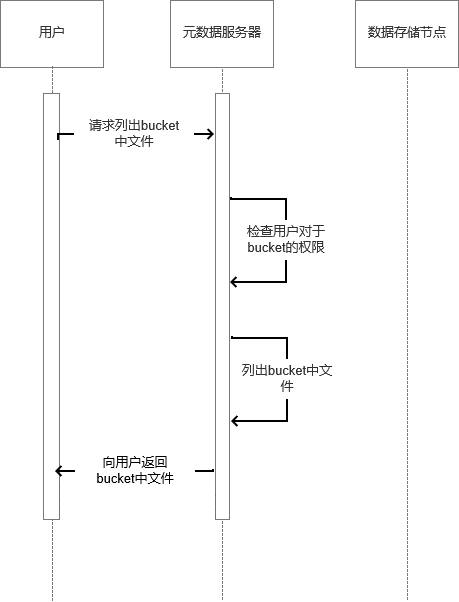 用户
元数据服务器
数据存储节点
请求列出bucket
中文件
检查用户对于
bucket的权限
列出bucket中文
件
向用户返回
bucket中文件